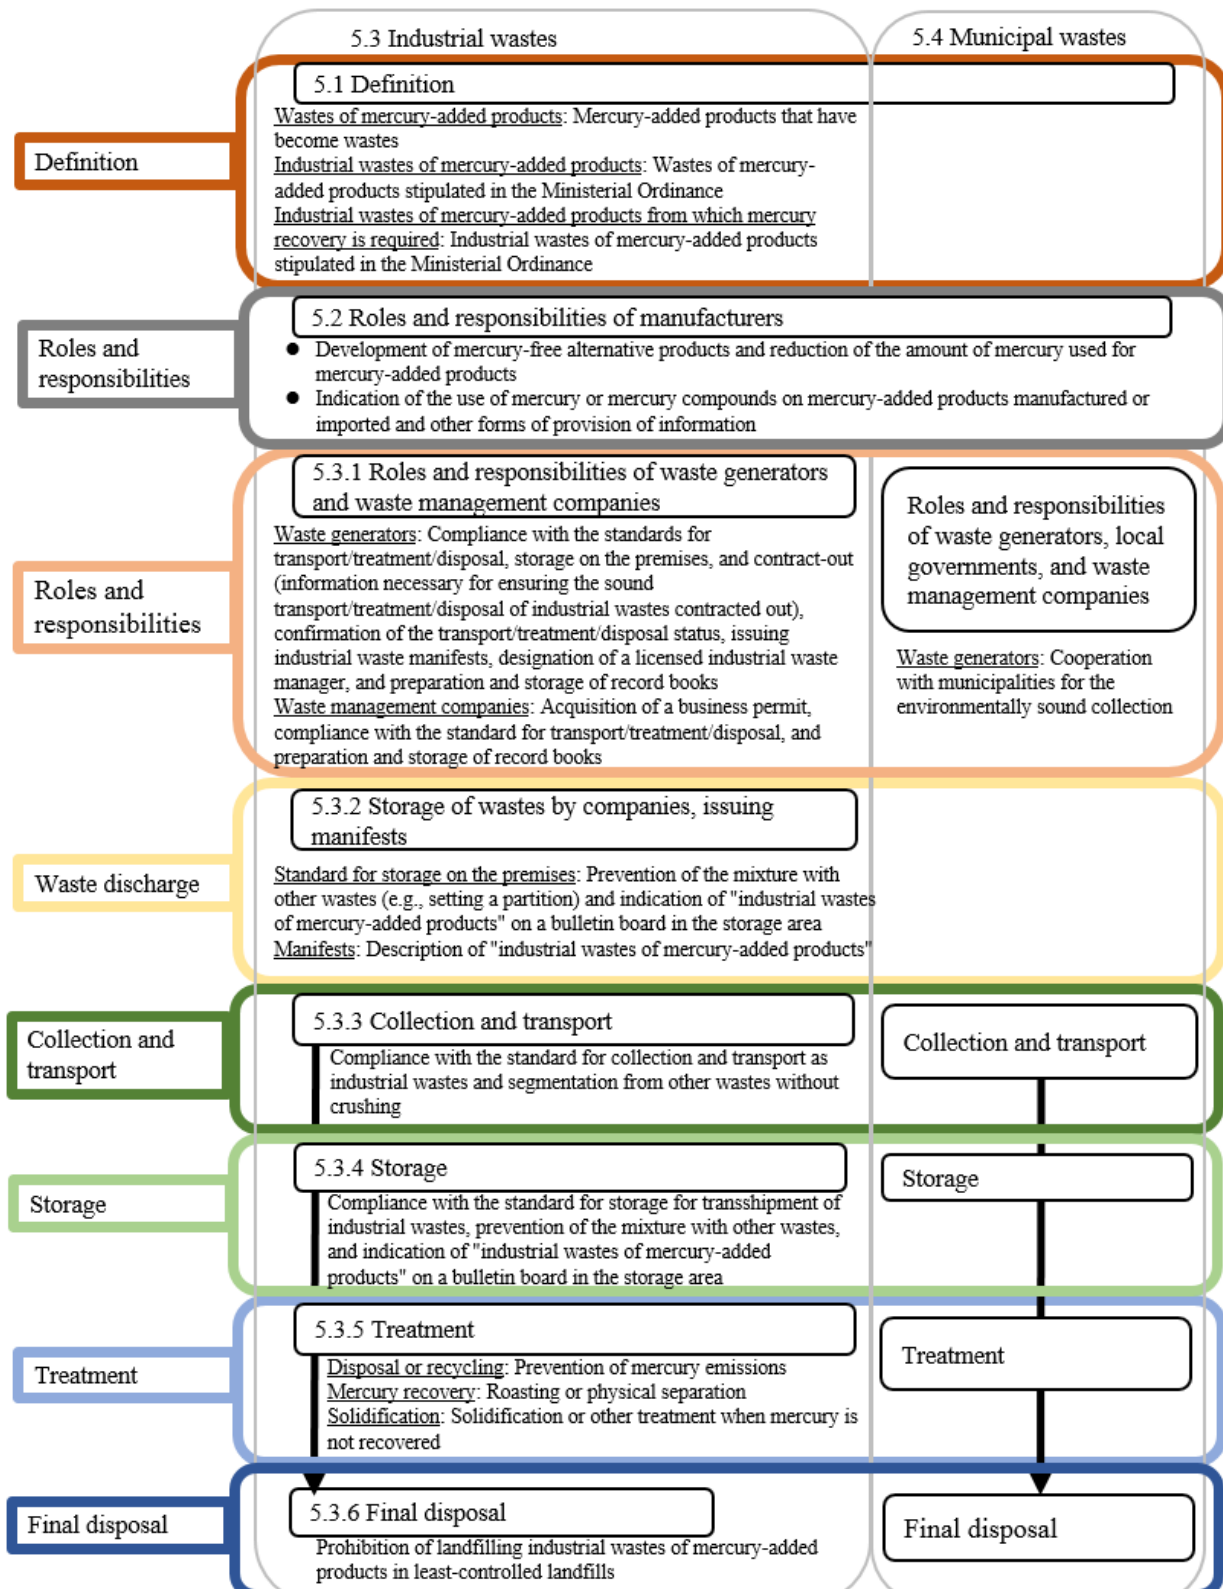 5.3 Industrial wastes
5.4 Municipal wastes
Definition
5.1 Definition
Wastes of mercury-added products: Mercury-added products that have
become wastes
Industrial wastes of mercury-added products: Wastes of mercury-
added products stipulated in the Ministerial Ordinance
Industrial wastes of mercury-added products from which mercury
recovery is required: Industrial wastes of mercury-added products
stipulated in the Ministerial Ordinance
Roles and
responsibilities
5.2 Roles and responsibilities of manufacturers
● Development of mercury-free alternative products and reduction of the amount of mercury used for
mercury-added products
● Indication of the use of mercury or mercury compounds on mercury-added products manufactured or
imported and other forms of provision of information
Roles and
responsibilities
5.3.1 Roles and responsibilities of waste generators
and waste management companies
Waste generators: Compliance with the standards for
transport/treatment/disposal, storage on the premises, and contract-out
(information necessary for ensuring the sound
transport/treatment/disposal of industrial wastes contracted out),
confirmation of the transport/treatment/disposal status, issuing
industrial waste manifests, designation of a licensed industrial waste
manager, and preparation and storage of record books
Waste management companies: Acquisition of a business permit,
compliance with the standard for transport/treatment/disposal, and
preparation and storage of record books
Roles and responsibilities
of waste generators, local
governments, and waste
management companies
Waste generators: Cooperation
with municipalities for the
environmentally sound collection
Waste discharge
5.3.2 Storage of wastes by companies, issuing
manifests
Standard for storage on the premises: Prevention of the mixture with
other wastes (e.g., setting a partition) and indication of "industrial wastes
of mercury-added products" on a bulletin board in the storage area
Manifests: Description of "industrial wastes of mercury-added products"
Collection and
transport
5.3.3 Collection and transport
Compliance with the standard for collection and transport as
industrial wastes and segmentation from other wastes without
crushing
Collection and transport
Storage
5.3.4 Storage
Compliance with the standard for storage for transshipment of
industrial wastes, prevention of the mixture with other wastes,
and indication of "industrial wastes of mercury-added
products" on a bulletin board in the storage area
Storage
Treatment
5.3.5 Treatment
Disposal or recycling: Prevention of mercury emissions
Mercury recovery: Roasting or physical separation
Solidification: Solidification or other treatment when mercury is
not recovered
Treatment
Final disposal
5.3.6 Final disposal
Prohibition of landfilling industrial wastes of mercury-added
products in least-controlled landfills
Final disposal